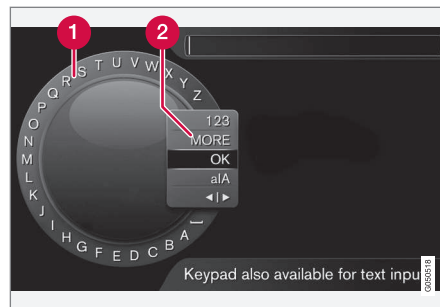 1
2
A B C D E F G H I J K L M N O P Q R S T U V W X Y Z
123
MORE
OK
a|A
◄|►
Keypad also available for text inpu
G050518